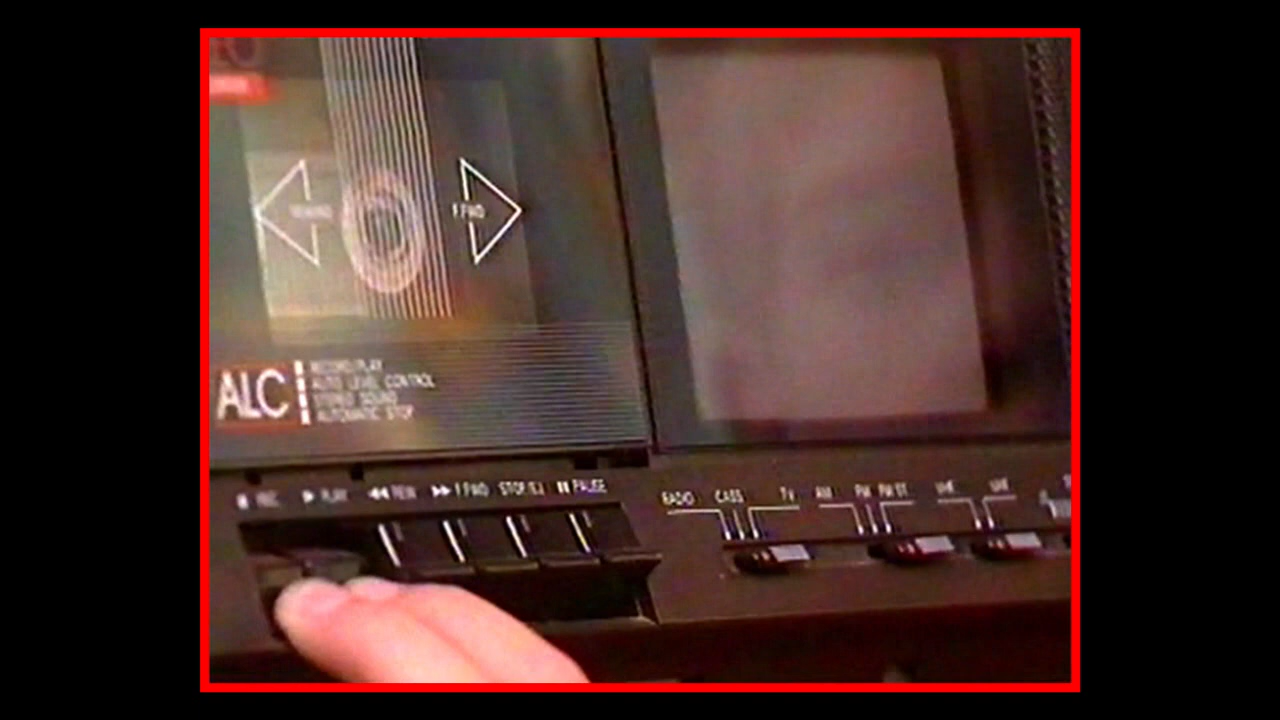 REWIND
F.FWD
ALC
RECORD/PLAY
AUTO LEVEL CONTROL
STEREO SOUND
AUTOMATIC STOP
REC PLAY REW F.FWD STOP/EJ PAUSE
RADIO CASS TV AM FM FM ST VHF UHF